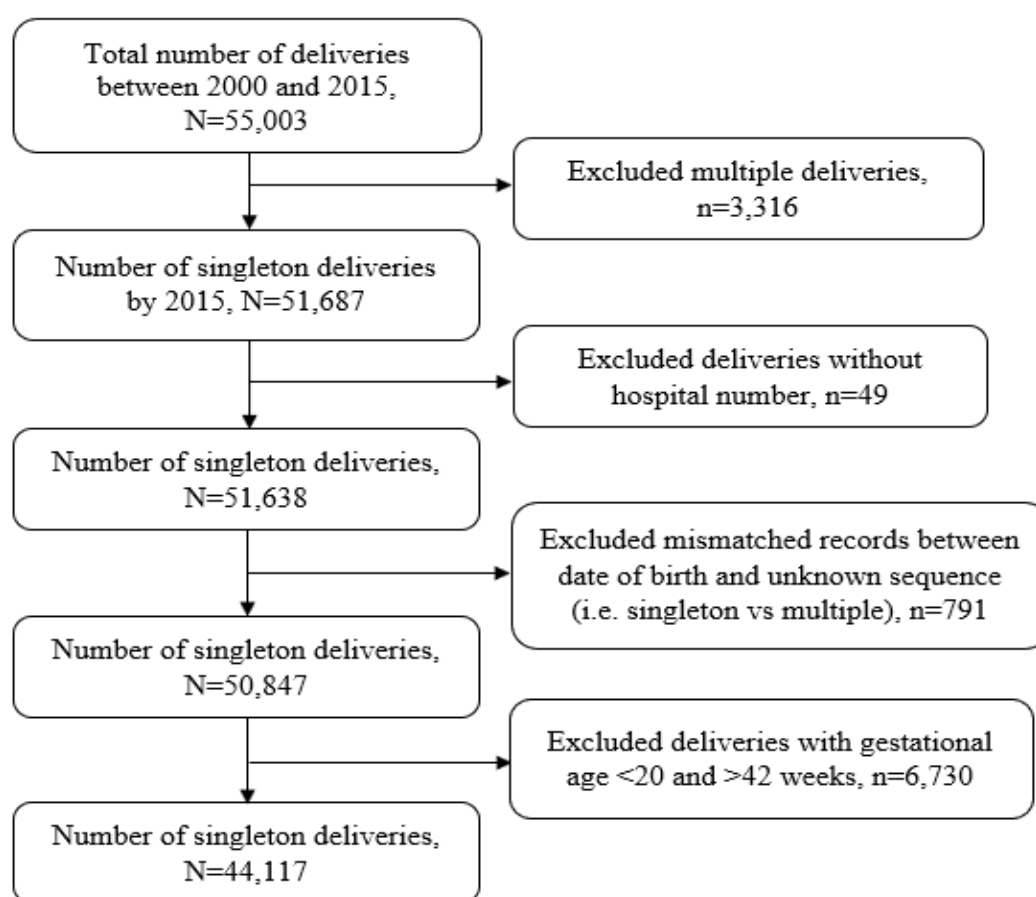 Total number of deliveries
between 2000 and 2015,
N=55,003
Excluded multiple deliveries,
n=3,316
Number of singleton deliveries
by 2015, N=51,687
Excluded deliveries without
hospital number, n=49
Number of singleton deliveries,
N=51,638
Excluded mismatched records between
date of birth and unknown sequence
(i.e. singleton vs multiple), n=791
Number of singleton deliveries,
N=50,847
Excluded deliveries with gestational
age <20 and >42 weeks, n=6,730
Number of singleton deliveries,
N=44,117